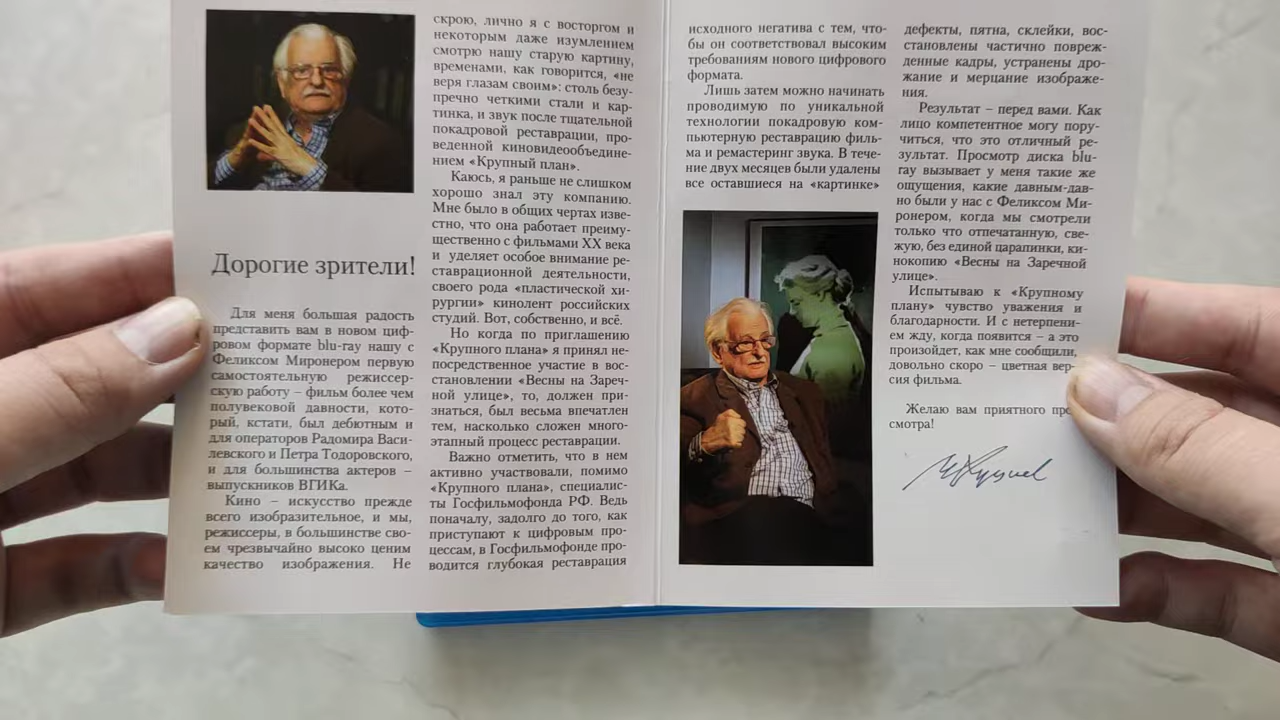 Дорогие зрители!
Для меня большая радость
представить вам в новом циф-
ровом формате blu-ray нашу с
Феликсом Миронером первую
самостоятельную режиссер-
скую работу – фильм более чем
полувековой давности, кото-
рый, кстати, был дебютным и
для операторов Радомира Васи-
левского и Петра Тодоровского,
и для большинства актеров –
выпускников ВГИКа.
Кино – искусство прежде
всего изобразительное, и мы,
режиссеры, в большинстве сво-
ем чрезвычайно высоко ценим
качество изображения. Не
скрою, лично я с восторгом и
некоторым даже изумлением
смотрю нашу старую картину,
временами, как говорится, «не
веря глазам своим»: столь безу-
пречно четкими стали и кар-
тинка, и звук после тщательной
покадровой реставрации, про-
веденной киновидеообъедине-
нием «Крупный план».
Каюсь, я раньше не слишком
хорошо знал эту компанию.
Мне было в общих чертах изве-
стно, что она работает преиму-
щественно с фильмами XX века
и уделяет особое внимание ре-
ставрационной деятельности,
своего рода «пластической хи-
рургии» кинолент российских
студий. Вот, собственно, и всё.
Но когда по приглашению
«Крупного плана» я принял не-
посредственное участие в вос-
становлении «Весны на Зареч-
ной улице», то, должен при-
знаться, был весьма впечатлен
тем, насколько сложен много-
этапный процесс реставрации.
Важно отметить, что в нем
активно участвовали, помимо
«Крупного плана», специалис-
ты Госфильмофонда РФ. Ведь
поначалу, задолго до того, как
приступают к цифровым про-
цессам, в Госфильмофонде про-
водится глубокая реставрация
исходного негатива с тем, что-
бы он соответствовал высоким
требованиям нового цифрового
формата.
Лишь затем можно начинать
проводимую по уникальной
технологии покадровую ком-
пьютерную реставрацию филь-
ма и ремастеринг звука. В тече-
ние двух месяцев были удалены
все оставшиеся на «картинке»
дефекты, пятна, склейки, вос-
становлены частично повреж-
денные кадры, устранены дро-
жание и мерцание изображе-
ния.
Результат – перед вами. Как
лицо компетентное могу пору-
читься, что это отличный ре-
зультат. Просмотр диска blu-
ray вызывает у меня такие же
ощущения, какие давным-дав-
но были у нас с Феликсом Ми-
ронером, когда мы смотрели
только что отпечатанную, све-
жую, без единой царапинки, ки-
нокопию «Весны на Заречной
улице».
Испытываю к «Крупному
плану» чувство уважения и
благодарности. И с нетерпени-
ем жду, когда появится – а это
произойдет, как мне сообщили,
довольно скоро – цветная вер-
сия фильма.
Желаю вам приятного про
смотра!